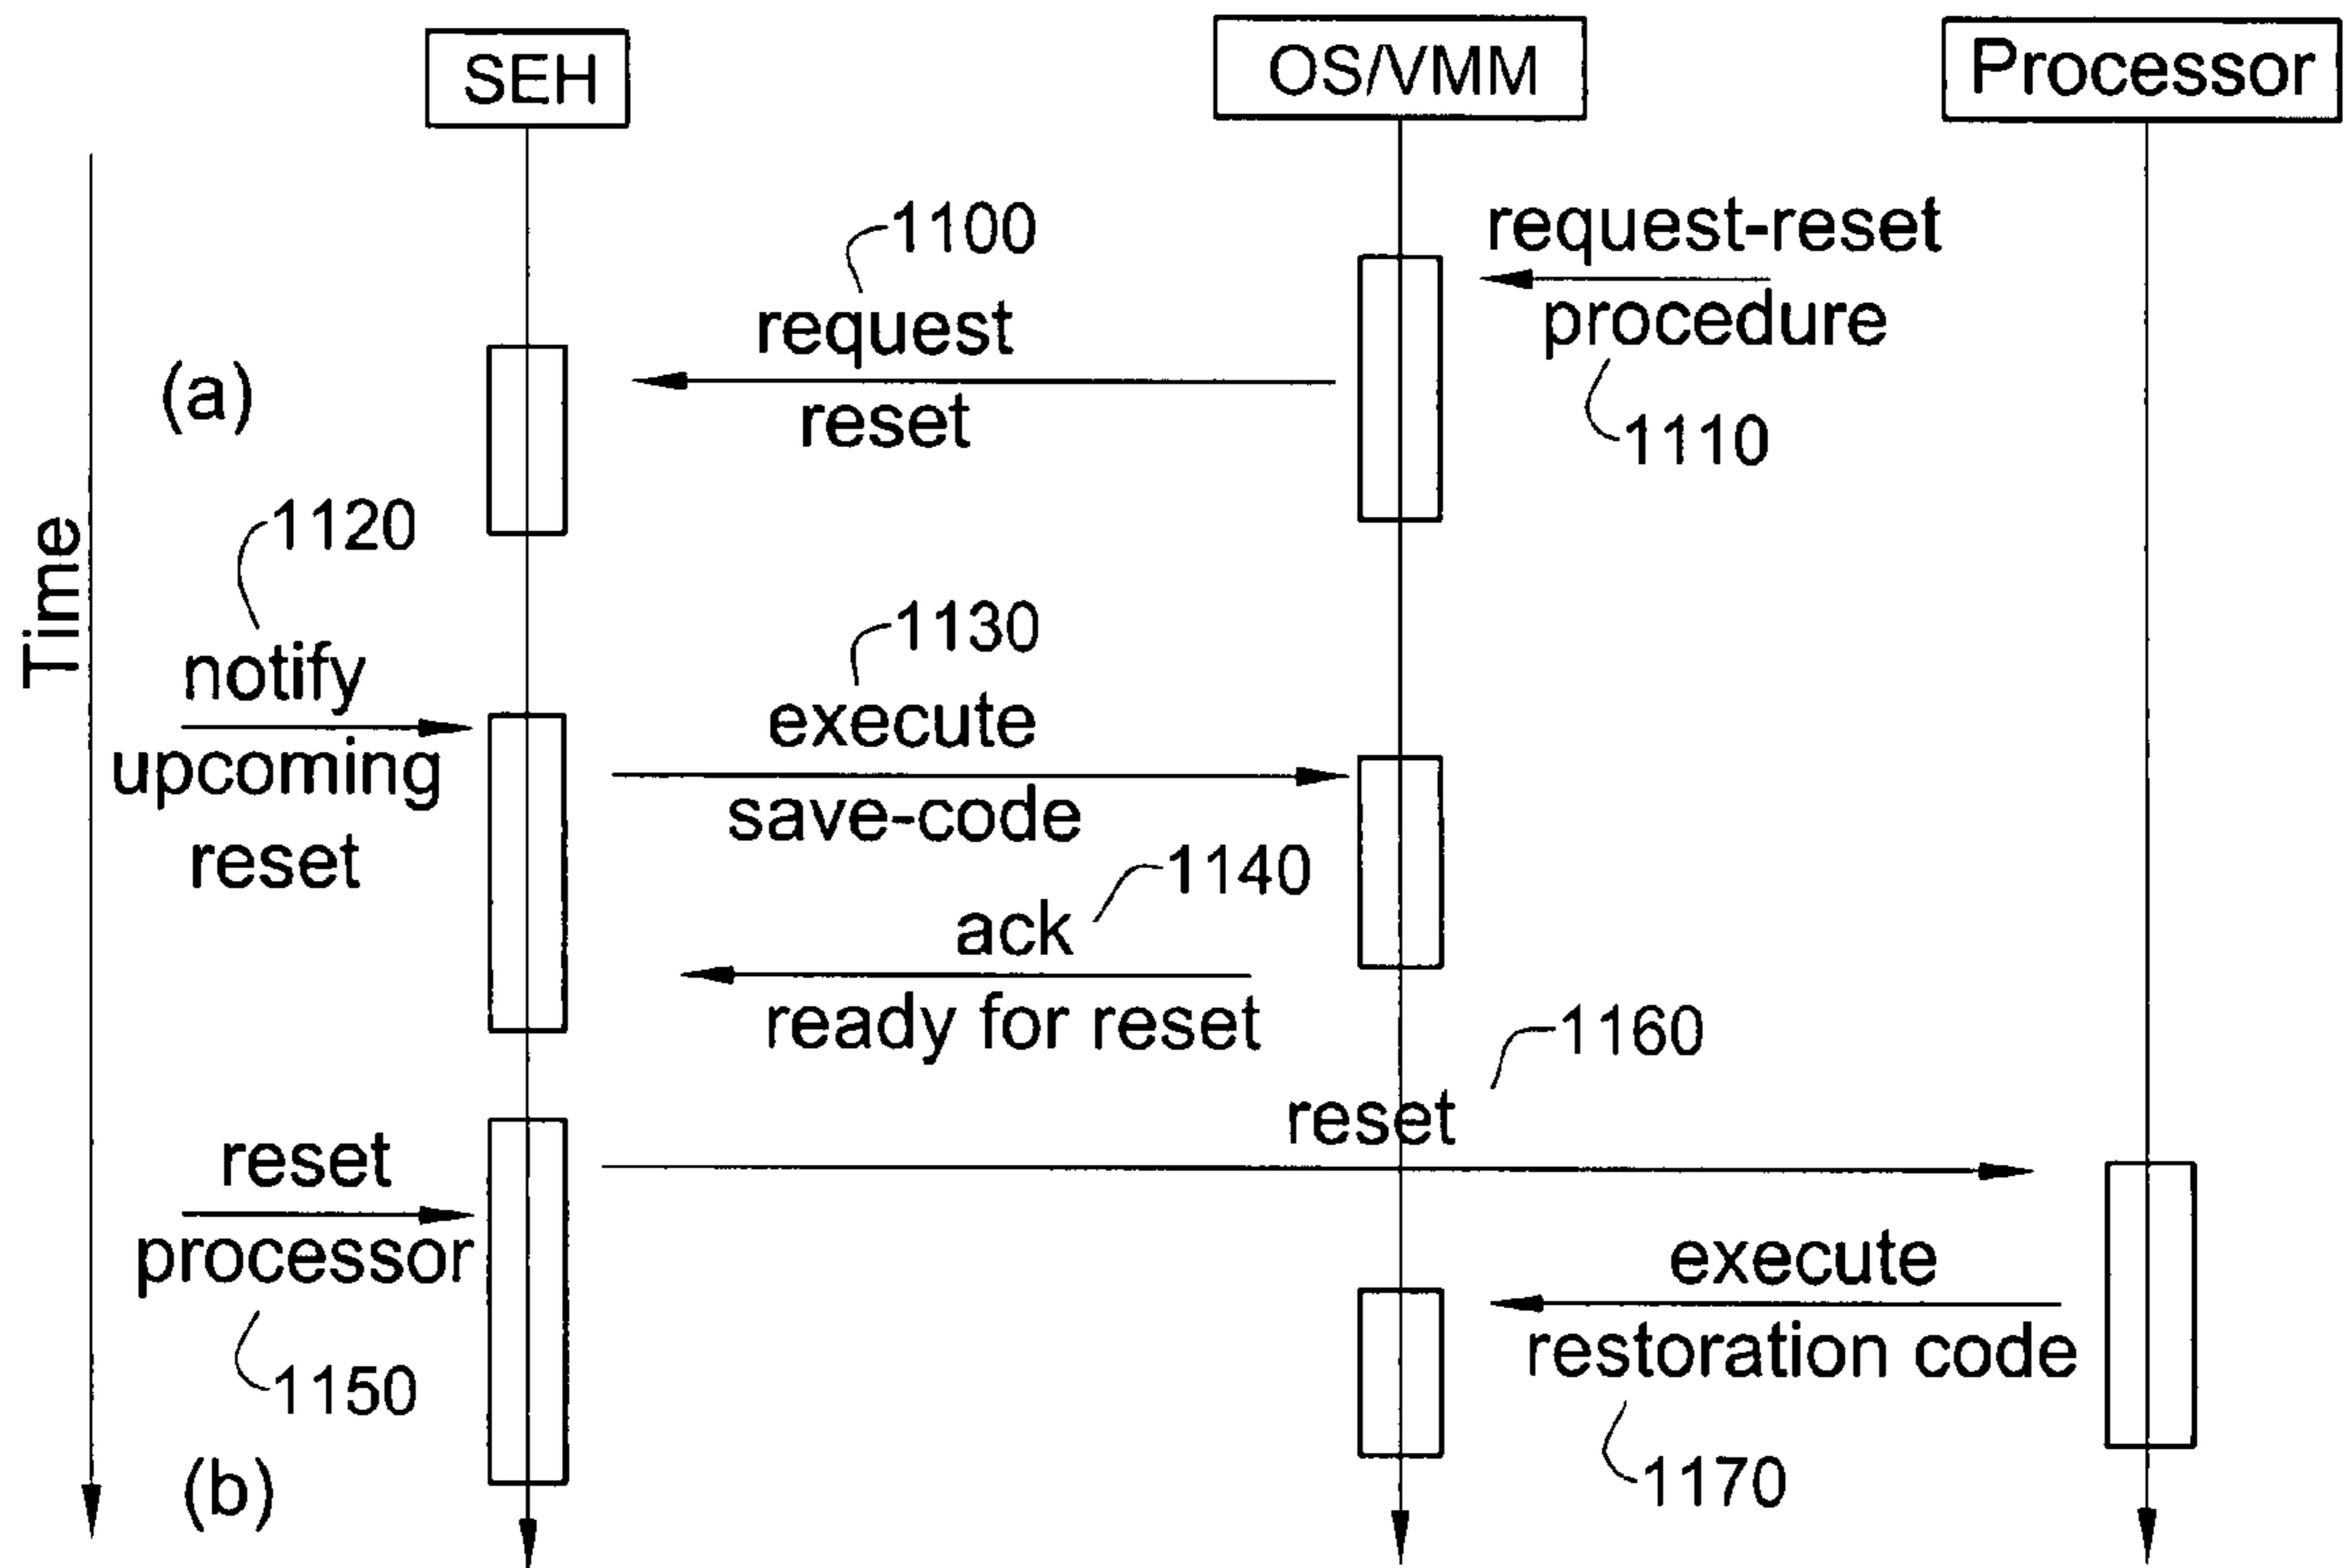 SEH
OS/VMM
Processor
1100
request-reset
procedure
1110
request
reset
(a)
Time
1120
notify
upcoming
reset
1130
execute
save-code
1140
ack
ready for reset
1160
reset
reset
processor
1150
execute
restoration code
1170
(b)